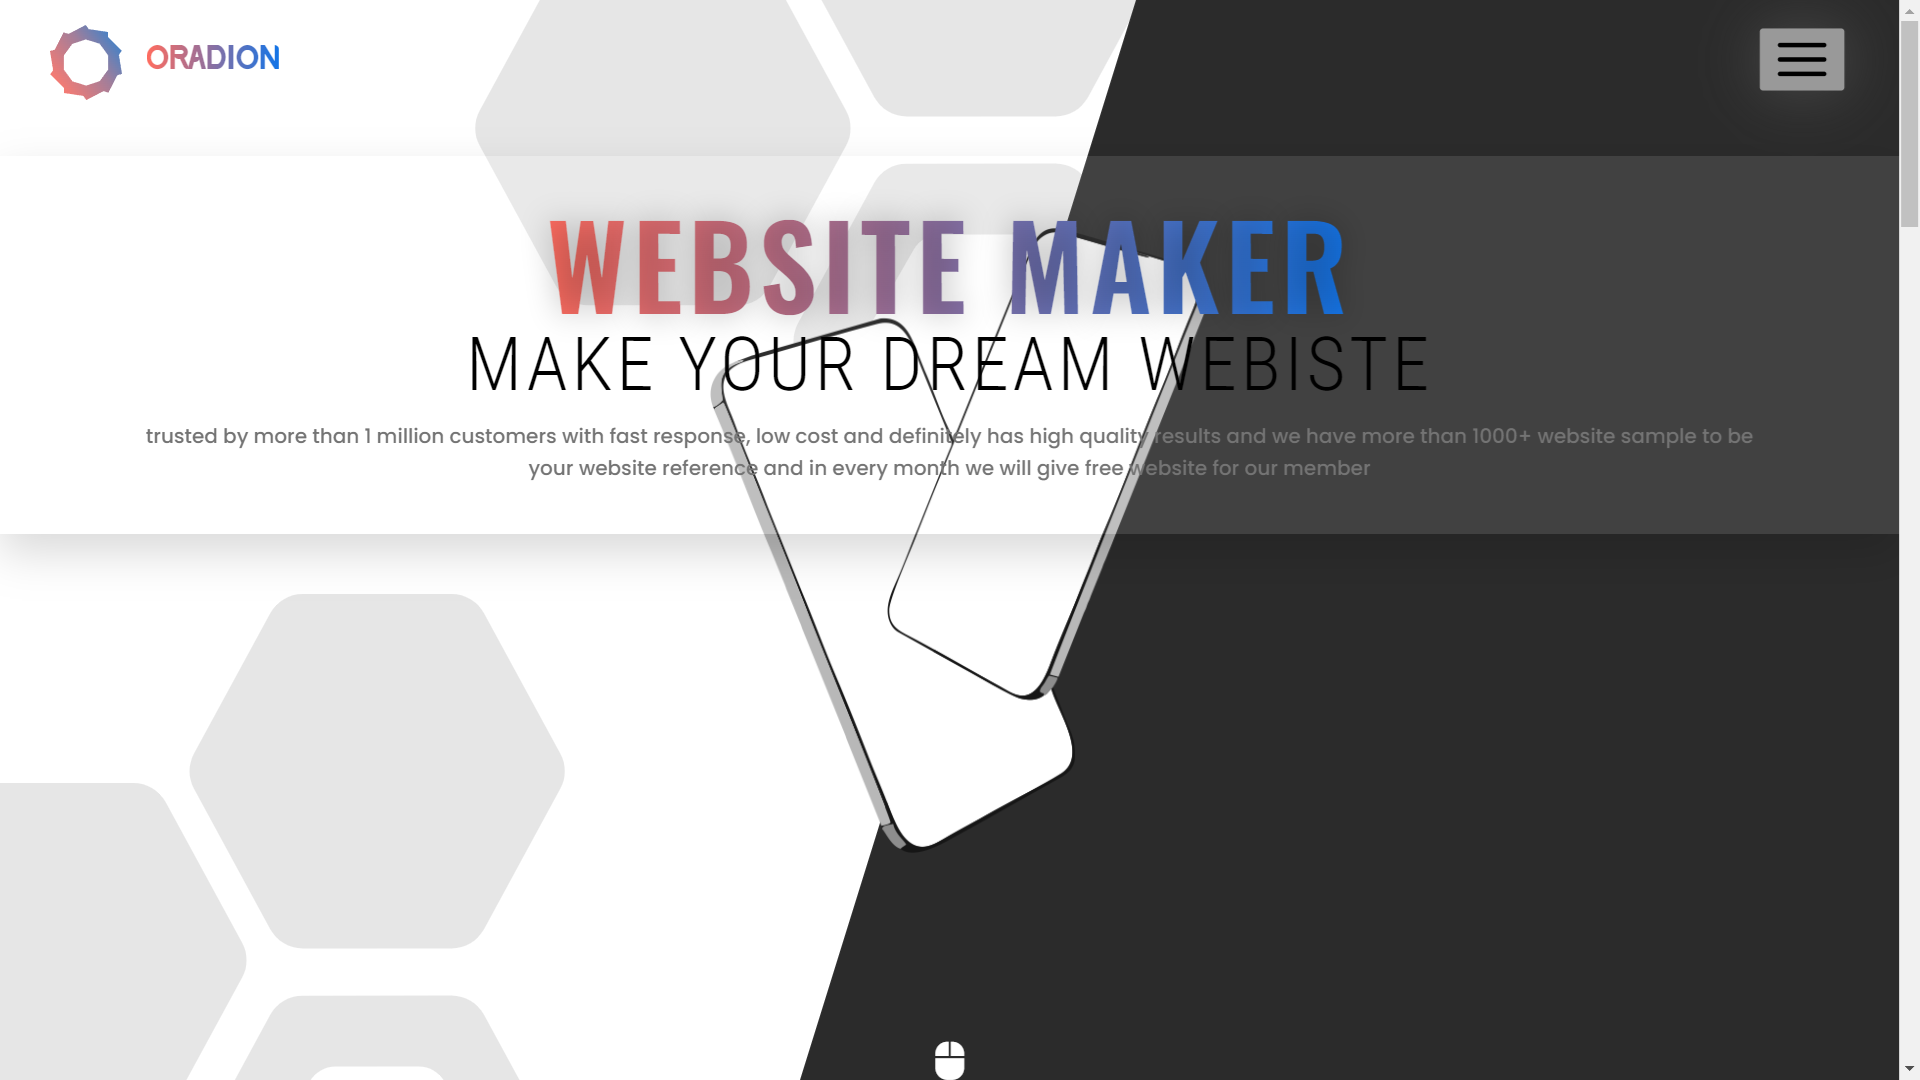 ORADION
WEBSITE MAKER
MAKE YOUR DREAM WEBISTE
trusted by more than 1 million customers with fast response, low cost and definitely has high quality results and we have more than 1000+ website sample to be
your website reference and in every month we will give free website for our member